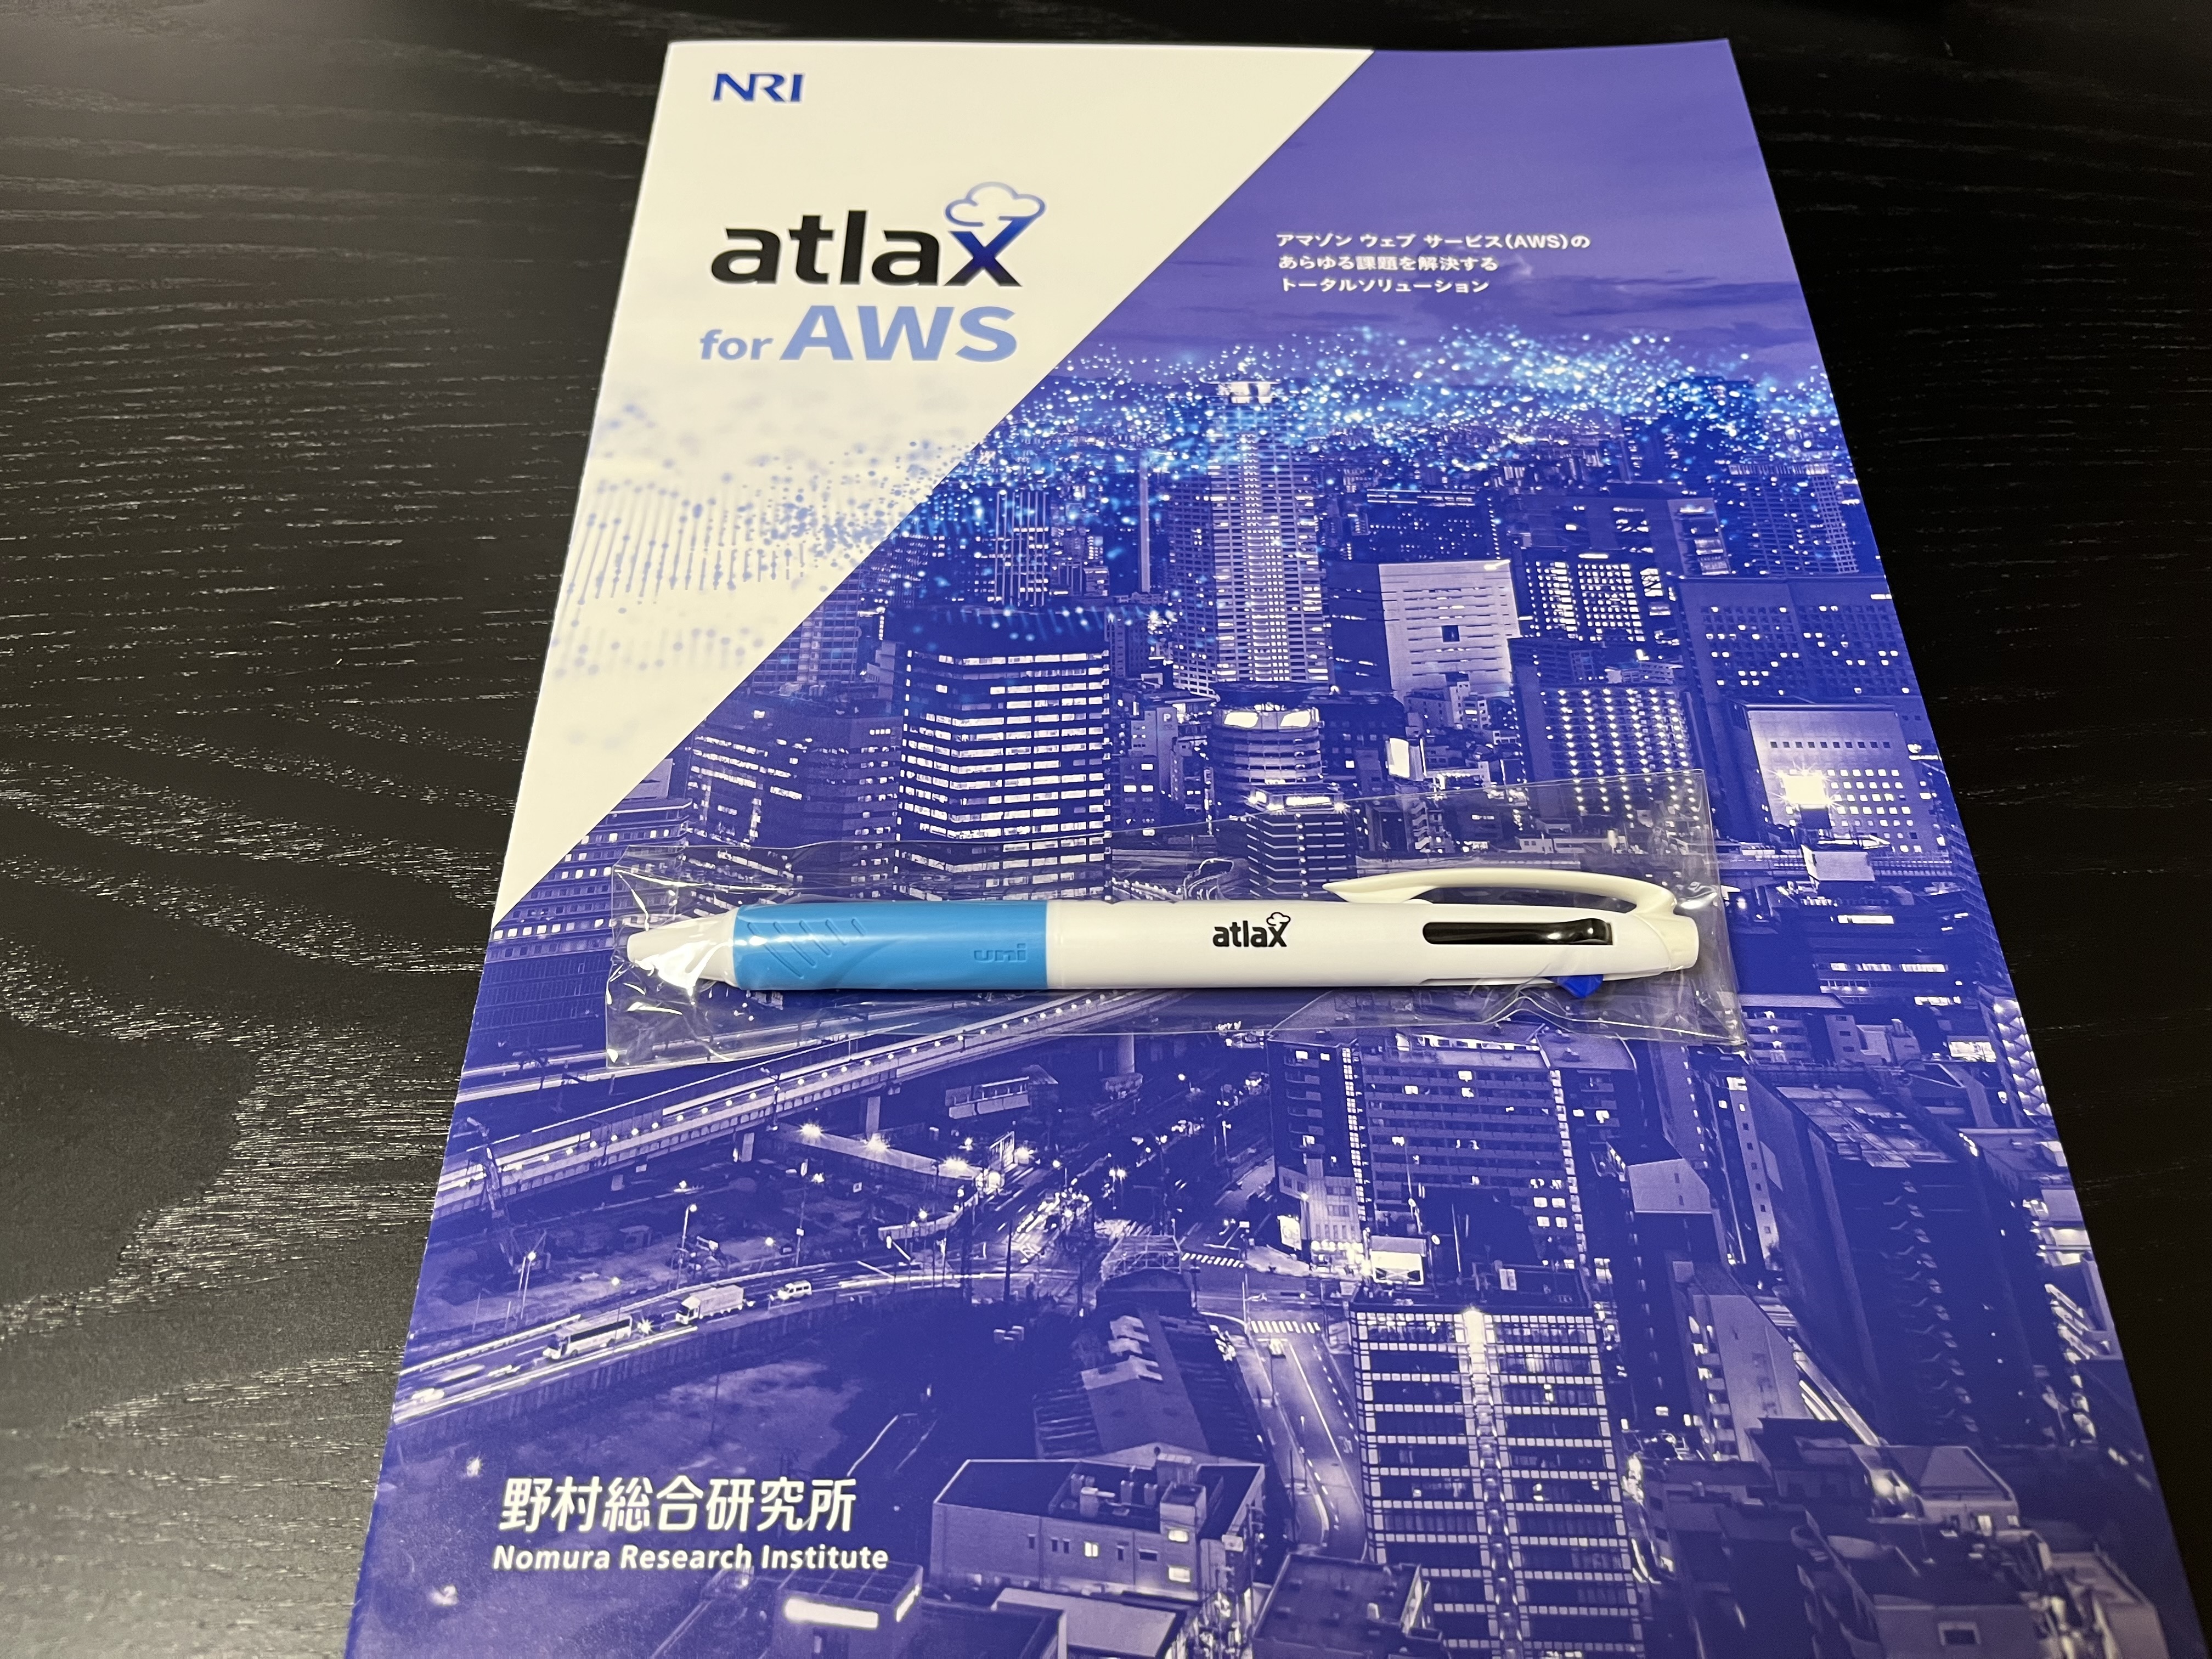 NRI
atlax
for AWS
アマゾン ウェブ サービス(AWS)の
あらゆる課題を解決する
トータルソリューション
uni
atlax
野村総合研究所
Nomura Research Institute